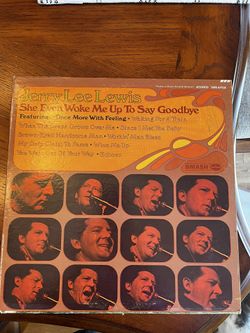 Jerry Lee Lewis
She Even Woke Me Up To Say Goodbye
Featuring: "Once More With Feeling" • Waiting For A Train
When The Grass Grows Over Me • Since I Met You Baby
Brown Eyed Handsome Man • Workin' Man Blues
My Only Claim To Fame • Wine Me Up
You Went Out Of Your Way • Echoes
SMASH